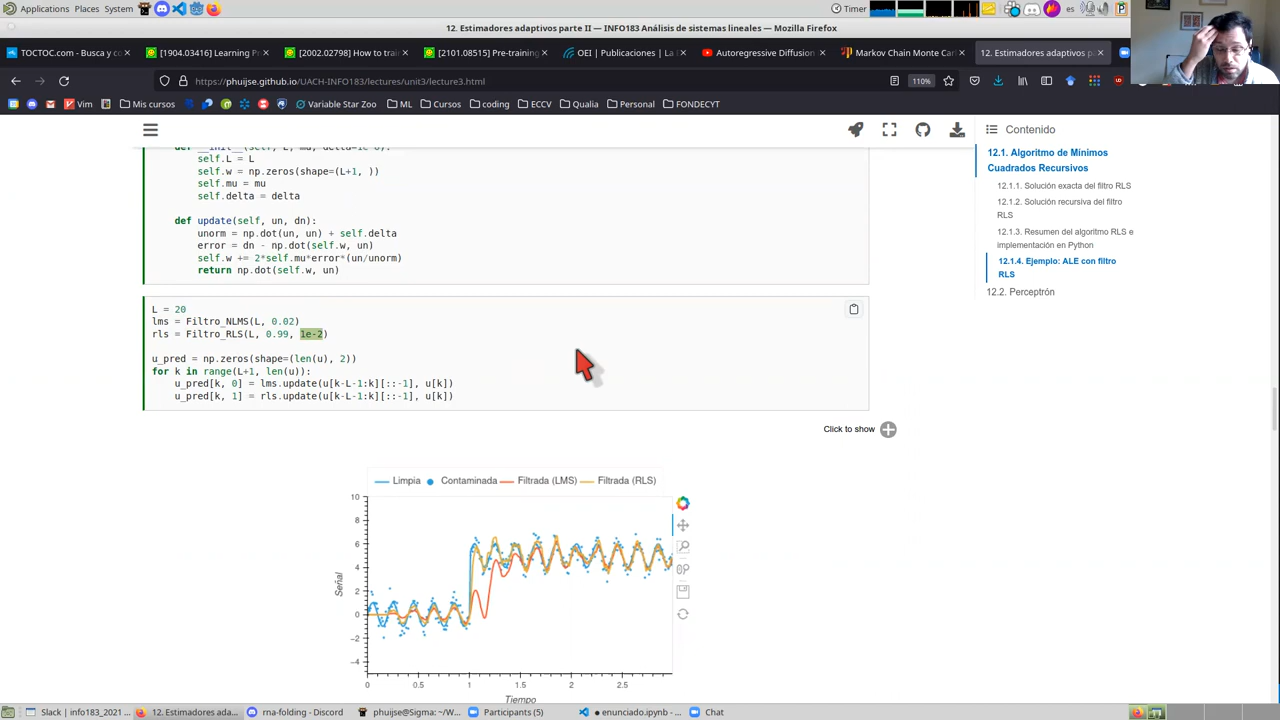 Applications Places System
Timer
es
12. Estimadores adaptivos parte II — INFO183 Análisis de sistemas lineales — Mozilla Firefox
TOCTOC.com - Busca y co
[1904.03416] Learning Pr
[2002.02798] How to train
[2109.08515] Pre-training
OEI | Publicaciones | La I
Autoregressive Diffusion
Markov Chain Monte Carl
12. Estimadores adaptivos p
https://phuijse.github.io/UACH-INFO183/lectures/unit3/lecture3.html
110%
Vim
Mis cursos
Variable Star Zoo
ML
Cursos
coding
ECCV
Qualia
Personal
FONDECYT
Contenido
12.1. Algoritmo de Mínimos
Cuadrados Recursivos
12.1.1. Solución exacta del filtro RLS
12.1.2. Solución recursiva del filtro
RLS
12.1.3. Resumen del algoritmo RLS e
implementación en Python
12.1.4. Ejemplo: ALE con filtro
RLS
12.2. Perceptrón
self.L = L
self.w = np.zeros(shape=(L+1, ))
self.mu = mu
self.delta = delta
def update(self, un, dn):
unorm = np.dot(un, un) + self.delta
error = dn - np.dot(self.w, un)
self.w += 2*self.mu*error*(un/unorm)
return np.dot(self.w, un)
L = 20
lms = Filtro_NLMS(L, 0.02)
rls = Filtro_RLS(L, 0.99, 1e-2)
u_pred = np.zeros(shape=(len(u), 2))
for k in range(L+1, len(u)):
u_pred[k, 0] = lms.update(u[k-L-1:k][::-1], u[k])
u_pred[k, 1] = rls.update(u[k-L-1:k][::-1], u[k])
Click to show
Limpia Contaminada Filtrada (LMS) Filtrada (RLS)
10
8
6
4
2
0
−2
−4
Señal
0 0.5 1 1.5 2 2.5
Tiempo
Slack | info183_2021 ...
12. Estimadores ada...
rna-folding - Discord
phuijse@Sigma: ~/W...
Participants (5)
● enunciado.ipynb - ...
Chat